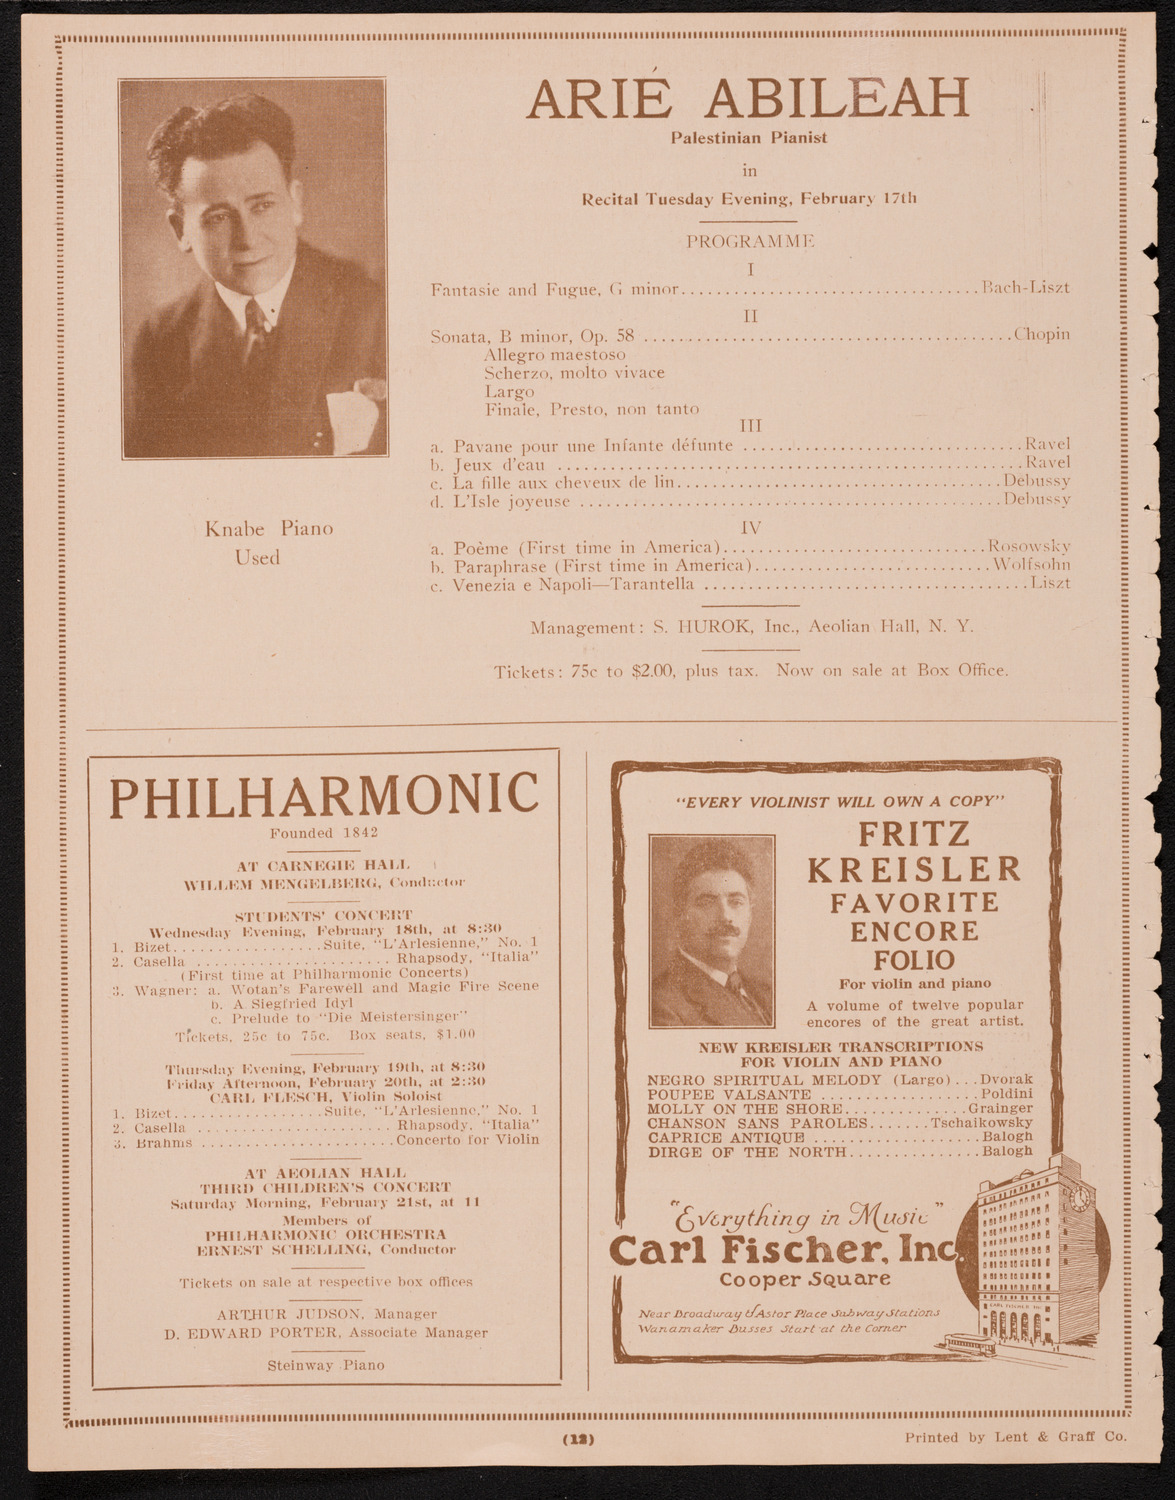 ARIÉ ABILEAH
Palestinian Pianist
in
Recital Tuesday Evening, February 17th
PROGRAMME
I
Fantasie and Fugue, G minor................................Bach-Liszt
II
Sonata, B minor, Op. 58 ........................................Chopin
Allegro maestoso
Scherzo, molto vivace
Largo
Finale, Presto, non tanto
III
a. Pavane pour une Infante défunte ..............................Ravel
b. Jeux d'eau ..................................................Ravel
c. La fille aux cheveux de lin...................................Debussy
d. L'Isle joyeuse ..............................................Debussy
IV
a. Poème (First time in America)............................Rosowsky
b. Paraphrase (First time in America).........................Wolfsohn
c. Venezia e Napoli—Tarantella ..................................Liszt
Knabe Piano
Used
Management: S. HUROK, Inc., Aeolian Hall, N. Y.
Tickets: 75c to $2.00, plus tax. Now on sale at Box Office.
PHILHARMONIC
Founded 1842
AT CARNEGIE HALL
WILLEM MENGELBERG, Conductor
STUDENTS' CONCERT
Wednesday Evening, February 18th, at 8:30
1. Bizet.................Suite, "L'Arlesienne," No. 1
2. Casella ...................... Rhapsody, "Italia"
(First time at Philharmonic Concerts)
3. Wagner: a. Wotan's Farewell and Magic Fire Scene
b. A Siegfried Idyl
c. Prelude to "Die Meistersinger"
Tickets, 25c to 75c. Box seats, $1.00
Thursday Evening, February 19th, at 8:30
Friday Afternoon, February 20th, at 2:30
CARL FLESCH, Violin Soloist
1. Bizet.................Suite, "L'Arlesienne," No. 1
2. Casella ...................... Rhapsody, "Italia"
3. Brahms ......................Concerto for Violin
AT AEOLIAN HALL
THIRD CHILDREN'S CONCERT
Saturday Morning, February 21st, at 11
Members of
PHILHARMONIC ORCHESTRA
ERNEST SCHELLING, Conductor
Tickets on sale at respective box offices
ARTHUR JUDSON, Manager
D. EDWARD PORTER, Associate Manager
Steinway Piano
"EVERY VIOLINIST WILL OWN A COPY"
FRITZ
KREISLER
FAVORITE
ENCORE
FOLIO
For violin and piano
A volume of twelve popular
encores of the great artist.
NEW KREISLER TRANSCRIPTIONS
FOR VIOLIN AND PIANO
NEGRO SPIRITUAL MELODY (Largo)...Dvorak
POUPEE VALSANTE ..................Poldini
MOLLY ON THE SHORE..............Grainger
CHANSON SANS PAROLES.......Tschaikowsky
CAPRICE ANTIQUE ..................Balogh
DIRGE OF THE NORTH...............Balogh
"Everything in Music"
Carl Fischer, Inc.
Cooper Square
Near Broadway & Astor Place Subway Stations
Wanamaker Busses Start at the Corner
CARL FISCHER INC
(12)
Printed by Lent & Graff Co.